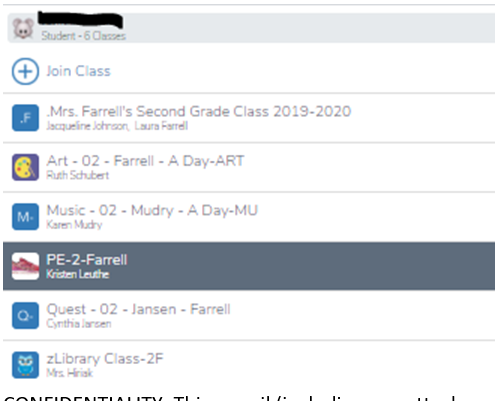 Student - 6 Classes
Join Class
.F
.Mrs. Farrell's Second Grade Class 2019-2020
Jacqueline Johnson, Laura Farrell
Art - 02 - Farrell - A Day-ART
Ruth Schubert
M-
Music - 02 - Mudry - A Day-MU
Karen Mudry
PE-2-Farrell
Kristen Leuthe
Q-
Quest - 02 - Jansen - Farrell
Cynthia Jansen
zLibrary Class-2F
Mrs. Hiriak